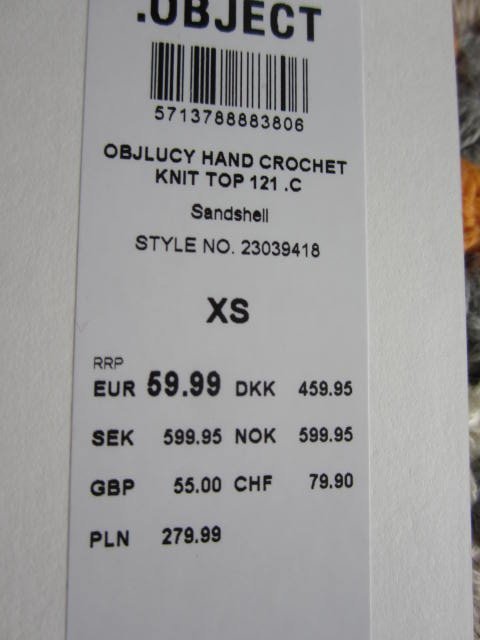 .OBJECT
5713788883806
OBJLUCY HAND CROCHET
KNIT TOP 121 .C
Sandshell
STYLE NO. 23039418
XS
RRP
EUR 59.99 DKK 459.95
SEK 599.95 NOK 599.95
GBP 55.00 CHF 79.90
PLN 279.99